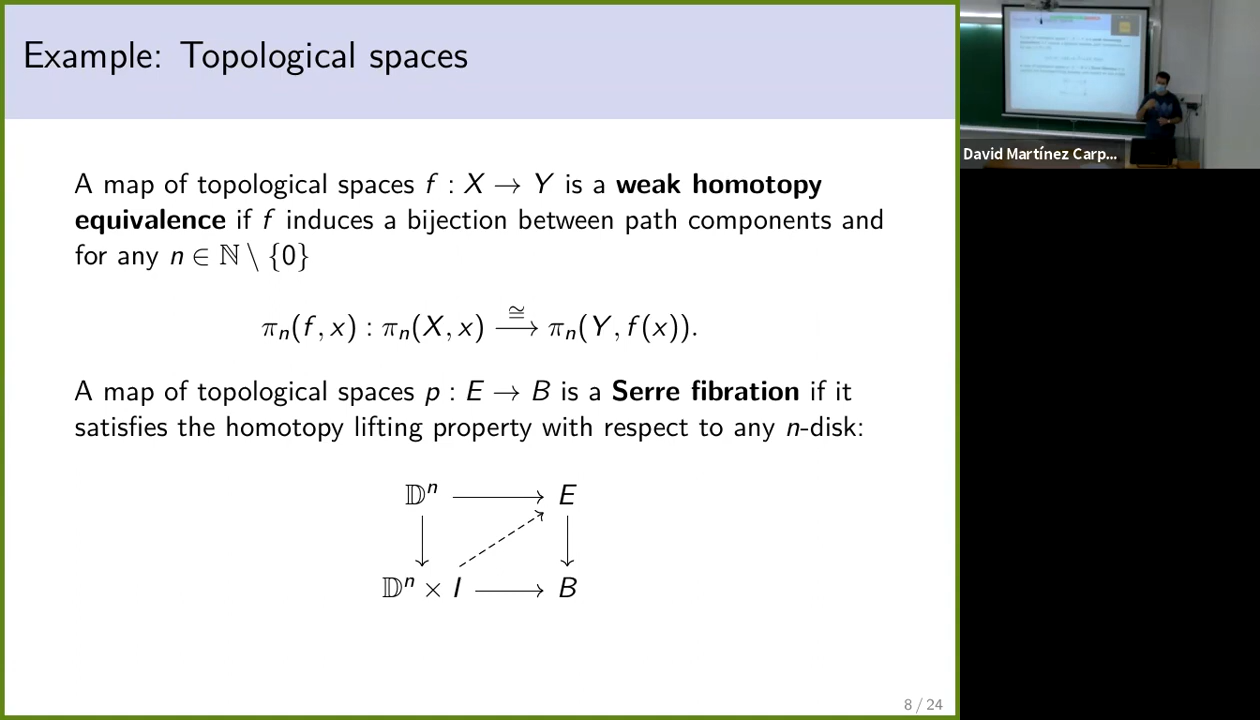 Example: Topological spaces
A map of topological spaces f : X → Y is a weak homotopy
equivalence if f induces a bijection between path components and
for any n ∈ ℕ \ {0}
πₙ(f, x) : πₙ(X, x) ≅⟶ πₙ(Y, f(x)).
A map of topological spaces p : E → B is a Serre fibration if it
satisfies the homotopy lifting property with respect to any n-disk:
𝔻ⁿ ⟶ E
𝔻ⁿ × I ⟶ B
8 / 24
David Martínez Carp...